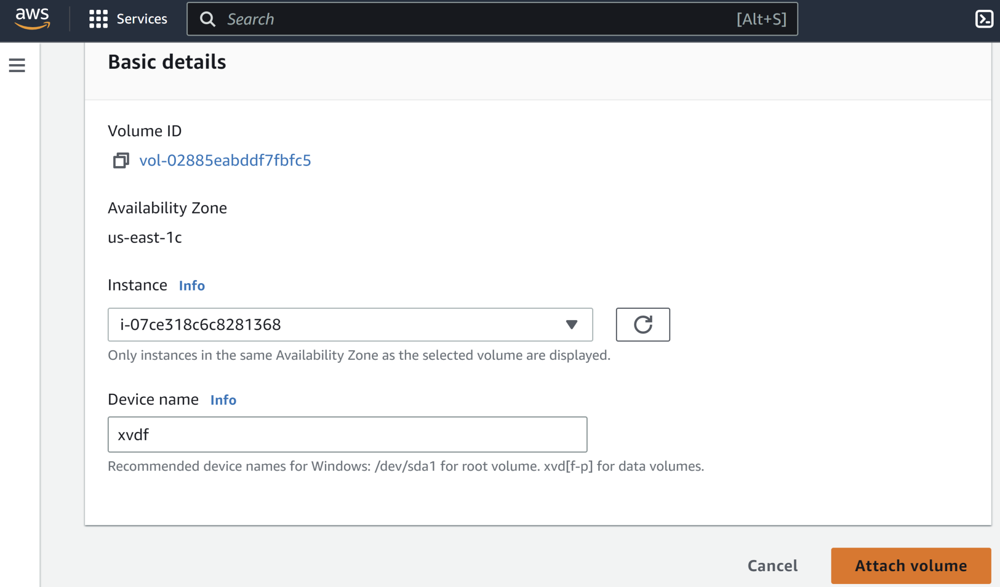 aws
Services
Search
[Alt+S]
Basic details
Volume ID
vol-02885eabddf7fbfc5
Availability Zone
us-east-1c
Instance Info
i-07ce318c6c8281368
Only instances in the same Availability Zone as the selected volume are displayed.
Device name Info
xvdf
Recommended device names for Windows: /dev/sda1 for root volume. xvd[f-p] for data volumes.
Cancel
Attach volume